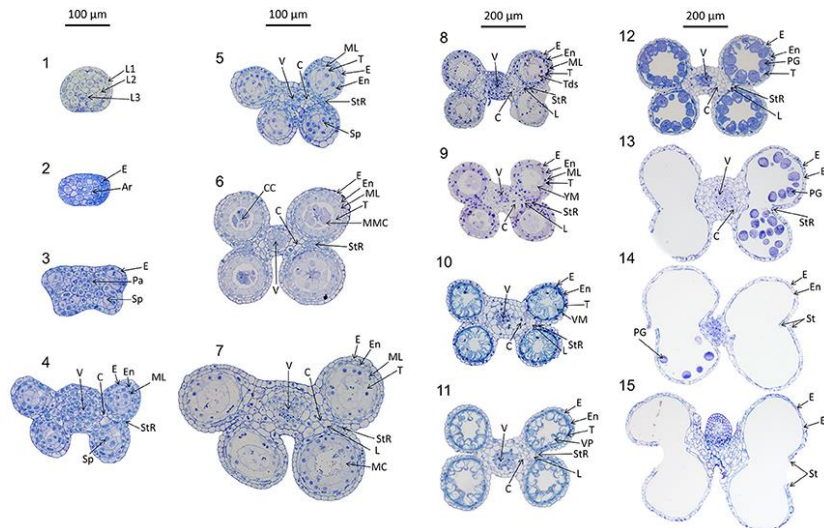 100 µm
100 µm
200 µm
200 µm
1
L1
L2
L3
2
E
Ar
3
E
Pa
Sp
4
V
C
E
En
ML
StR
Sp
5
V
C
ML
T
E
En
StR
Sp
6
CC
C
E
En
ML
T
MMC
StR
V
7
V
C
E
En
ML
T
StR
L
MC
8
V
E
En
ML
T
Tds
StR
L
C
9
V
E
En
ML
T
YM
StR
L
C
10
V
E
En
T
VM
StR
L
C
11
V
E
En
T
VP
StR
L
C
12
V
E
En
PG
T
StR
L
C
13
V
E
E
PG
StR
C
14
E
En
St
PG
15
E
E
St